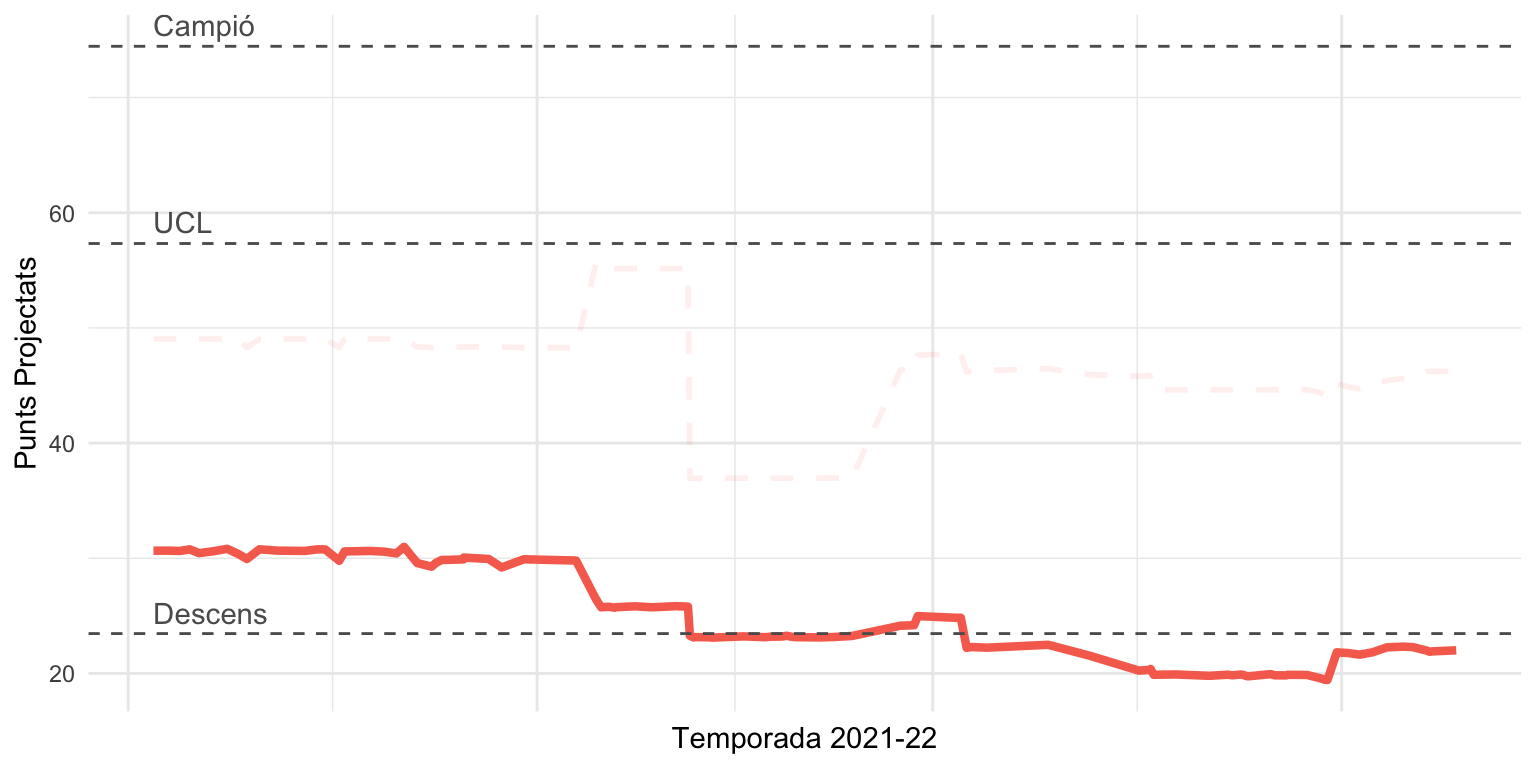 Campió
60
UCL
Punts Projectats
40
Descens
20
Temporada 2021-22